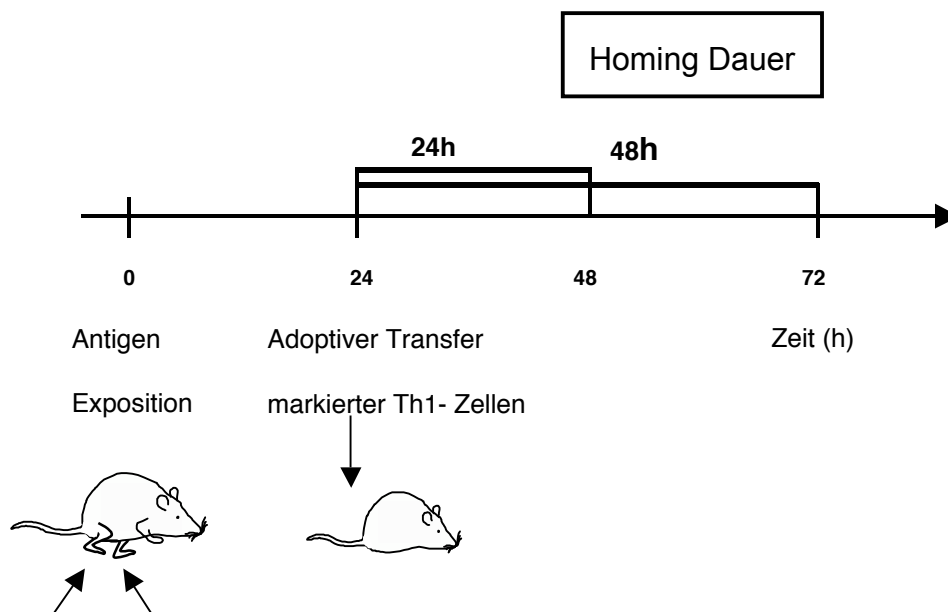 Homing Dauer
24h 48h
0 24 48 72
Antigen Adoptiver Transfer Zeit (h)
Exposition markierter Th1- Zellen